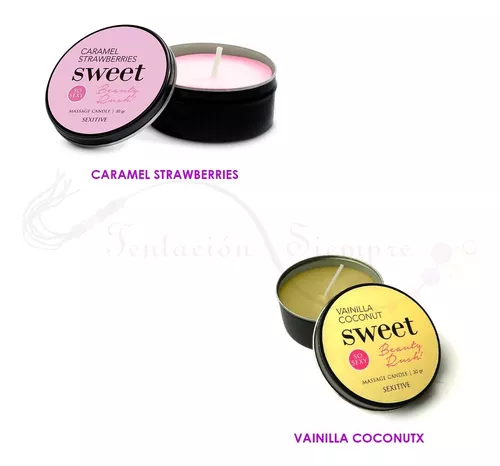 CARAMEL
STRAWBERRIES
sweet
SO
SEXY
Beauty
Rush!
MASSAGE CANDLE | 30 gr
SEXITIVE
CARAMEL STRAWBERRIES
Tentación Siempre
VAINILLA
COCONUT
sweet
SO
SEXY
Beauty
Rush!
MASSAGE CANDLE | 30 gr
SEXITIVE
VAINILLA COCONUTX